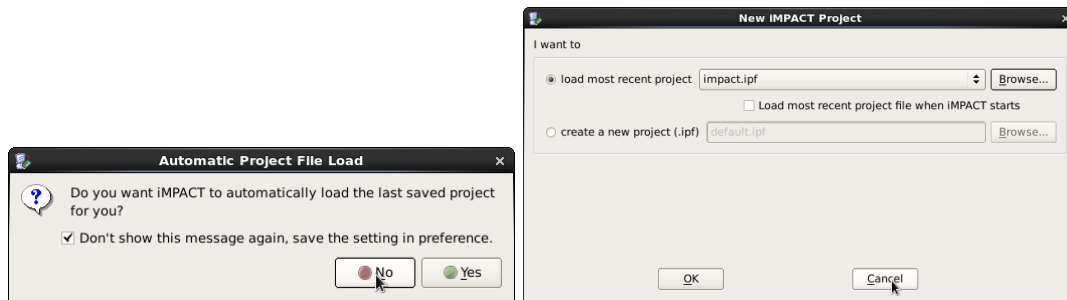 Automatic Project File Load
Do you want iMPACT to automatically load the last saved project
for you?
Don't show this message again, save the setting in preference.
No
Yes
New iMPACT Project
I want to
load most recent project
impact.ipf
Browse...
Load most recent project file when iMPACT starts
create a new project (.ipf)
default.ipf
Browse...
OK
Cancel